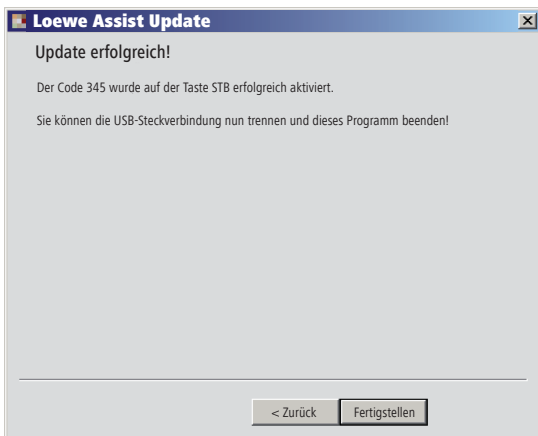 Loewe Assist Update
Update erfolgreich!
Der Code 345 wurde auf der Taste STB erfolgreich aktiviert.
Sie können die USB-Steckverbindung nun trennen und dieses Programm beenden!
< Zurück
Fertigstellen